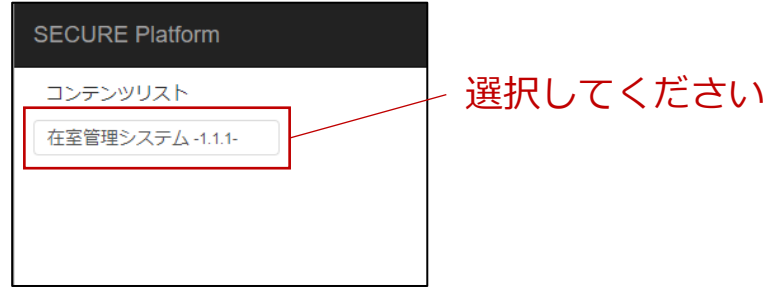 SECURE Platform
コンテンツリスト
在室管理システム -1.1.1-
選択してください